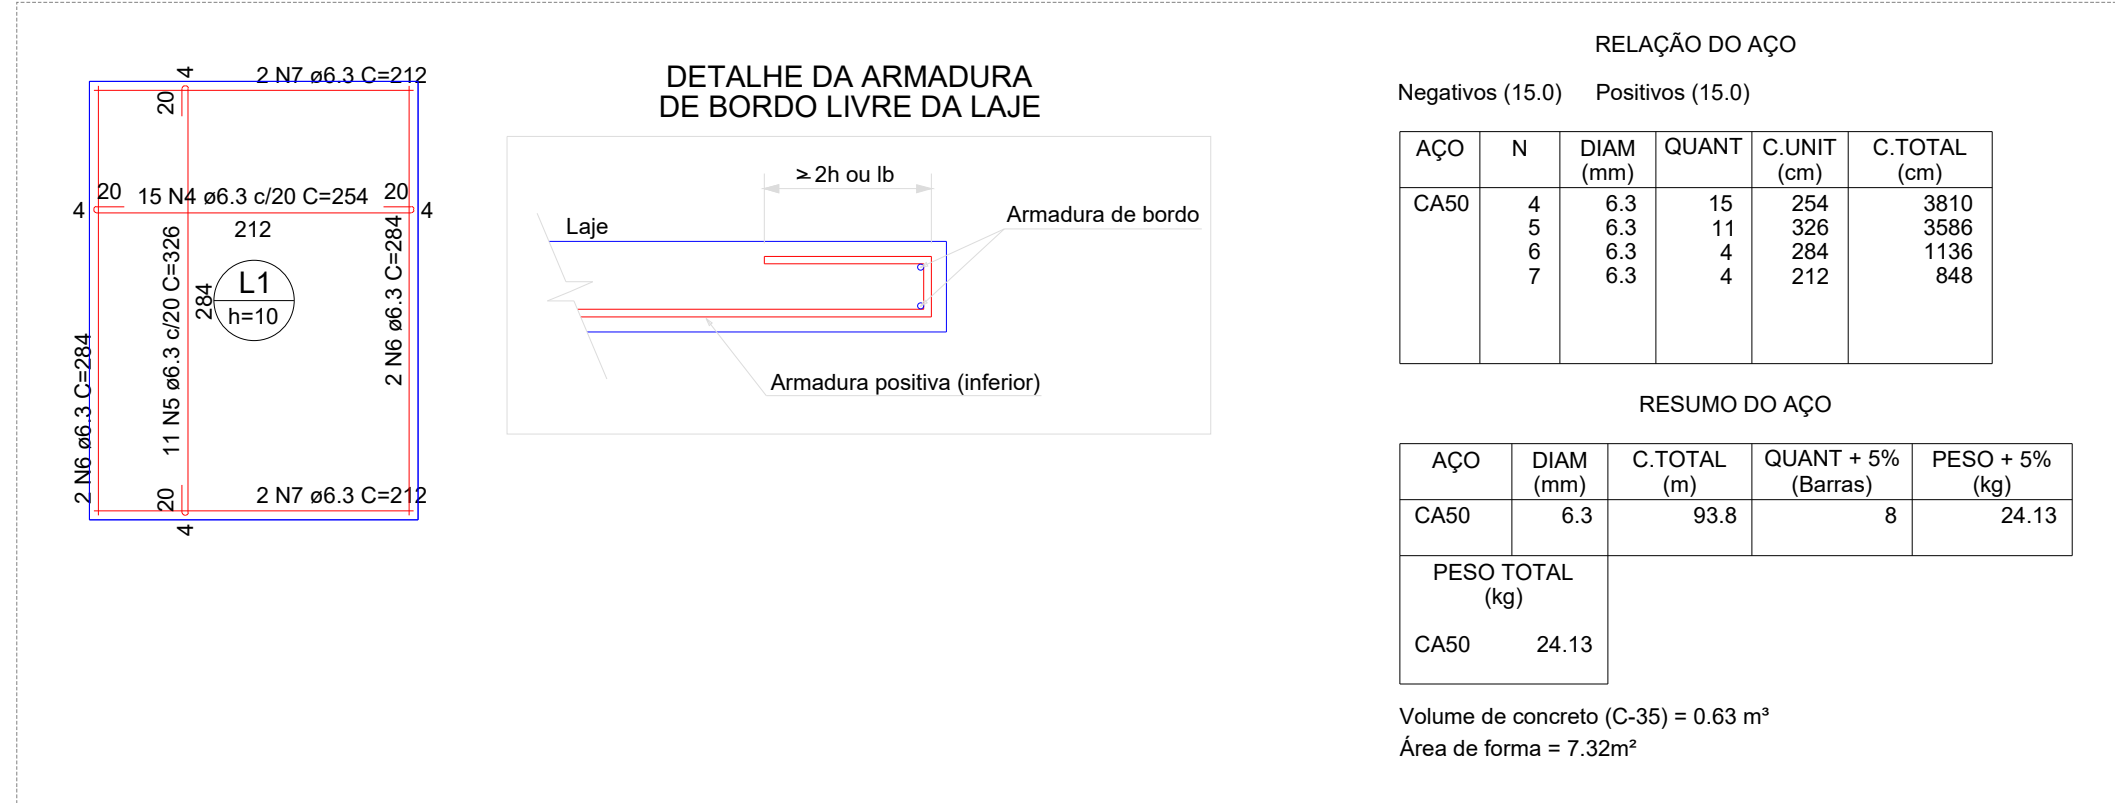 2 N7 ø6.3 C=212
4
20
20
15 N4 ø6.3 c/20 C=254
20
4
4
212
11 N5 ø6.3 c/20 C=326
284
L1
h=10
2 N6 ø6.3 C=284
2 N6 ø6.3 C=284
20
2 N7 ø6.3 C=212
4
DETALHE DA ARMADURA
DE BORDO LIVRE DA LAJE
≥ 2h ou lb
Laje
Armadura de bordo
Armadura positiva (inferior)
RELAÇÃO DO AÇO
Negativos (15.0) Positivos (15.0)
AÇO N DIAM QUANT C.UNIT C.TOTAL
(mm) (cm) (cm)
CA50 4 6.3 15 254 3810
5 6.3 11 326 3586
6 6.3 4 284 1136
7 6.3 4 212 848
RESUMO DO AÇO
AÇO DIAM C.TOTAL QUANT + 5% PESO + 5%
(mm) (m) (Barras) (kg)
CA50 6.3 93.8 8 24.13
PESO TOTAL
(kg)
CA50 24.13
Volume de concreto (C-35) = 0.63 m³
Área de forma = 7.32m²